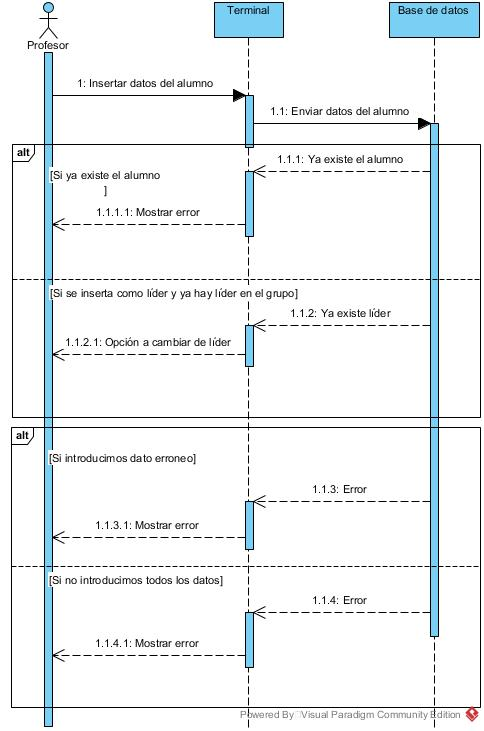 Terminal
Base de datos
Profesor
1: Insertar datos del alumno
1.1: Enviar datos del alumno
alt
1.1.1: Ya existe el alumno
[Si ya existe el alumno
]
1.1.1.1: Mostrar error
[Si se inserta como líder y ya hay líder en el grupo]
1.1.2: Ya existe líder
1.1.2.1: Opción a cambiar de líder
alt
[Si introducimos dato erroneo]
1.1.3: Error
1.1.3.1: Mostrar error
[Si no introducimos todos los datos]
1.1.4: Error
1.1.4.1: Mostrar error
Powered By Visual Paradigm Community Edition